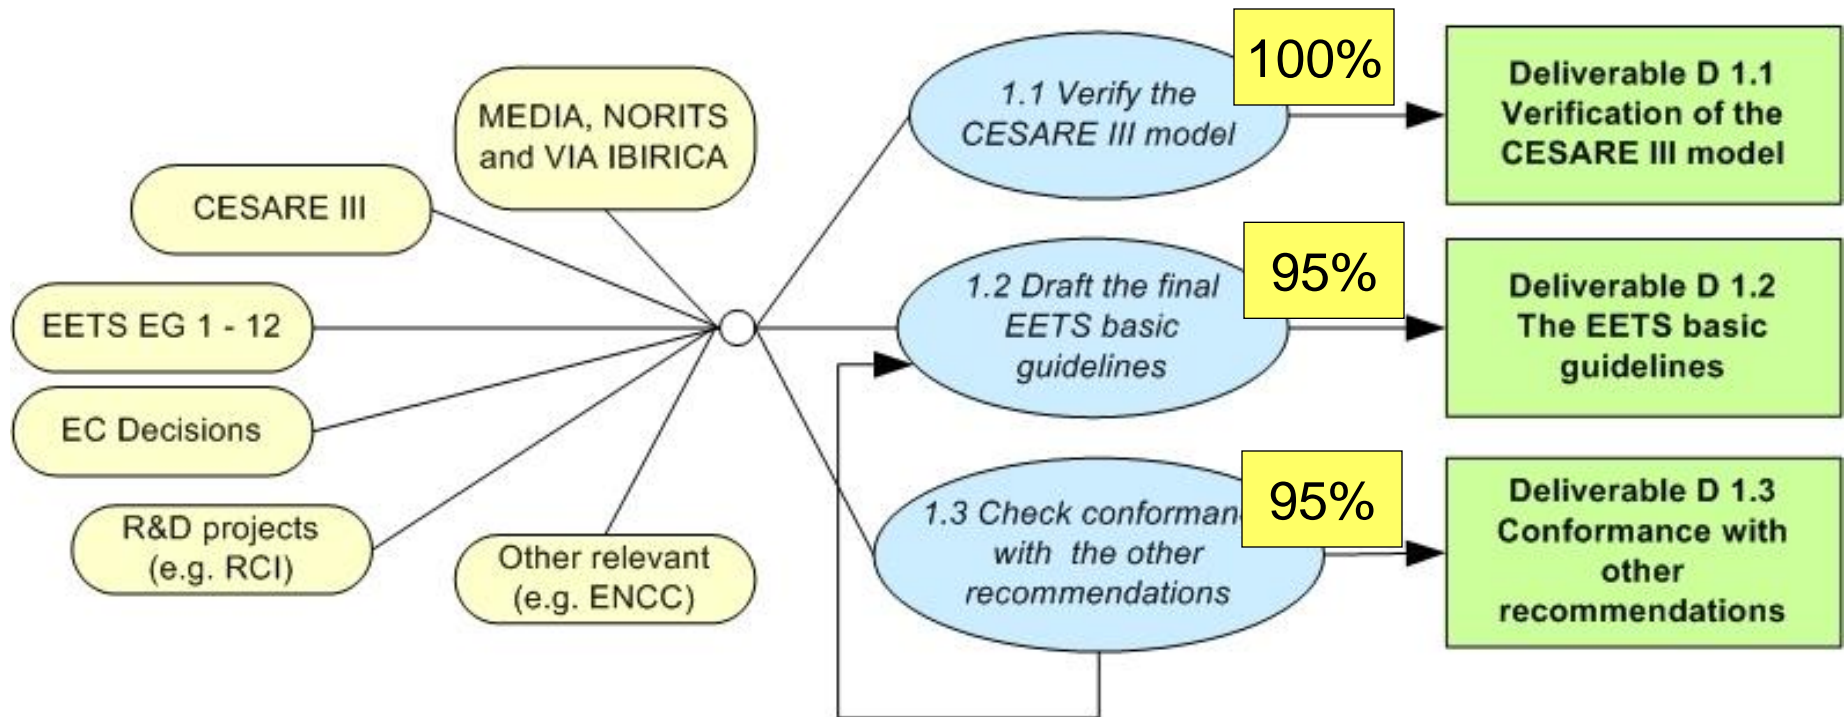 MEDIA, NORITS
and VIA IBIRICA
CESARE III
EETS EG 1 - 12
EC Decisions
R&D projects
(e.g. RCI)
Other relevant
(e.g. ENCC)
1.1 Verify the
CESARE III model
100%
Deliverable D 1.1
Verification of the
CESARE III model
1.2 Draft the final
EETS basic
guidelines
95%
Deliverable D 1.2
The EETS basic
guidelines
1.3 Check conforman
with the other
recommendations
95%
Deliverable D 1.3
Conformance with
other
recommendations